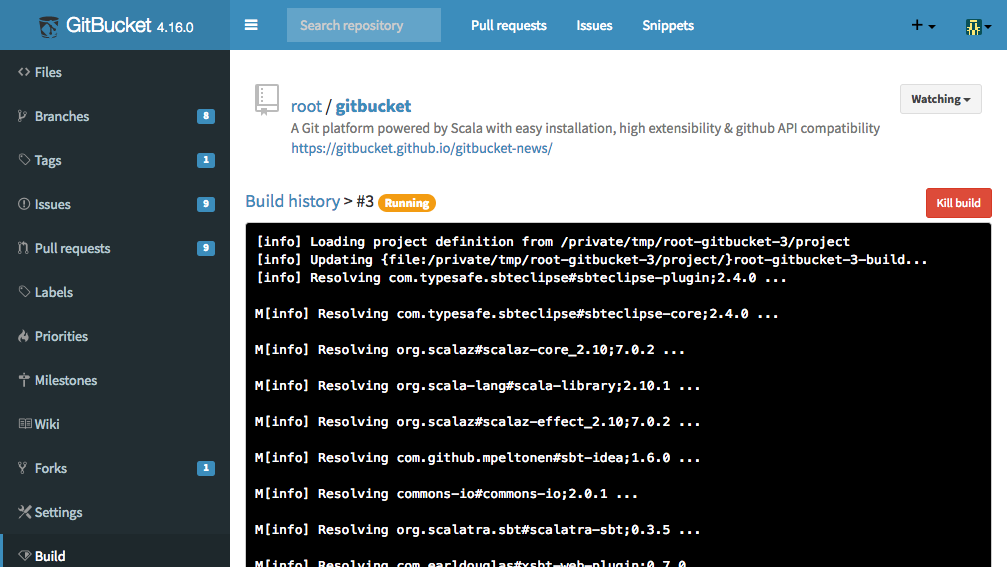 GitBucket 4.16.0
Search repository
Pull requests
Issues
Snippets
Files
Branches 8
Tags 1
Issues 9
Pull requests 9
Labels
Priorities
Milestones
Wiki
Forks 1
Settings
Build
root / gitbucket
Watching
A Git platform powered by Scala with easy installation, high extensibility & github API compatibility
https://gitbucket.github.io/gitbucket-news/
Build history > #3 Running
Kill build
[info] Loading project definition from /private/tmp/root-gitbucket-3/project
[info] Updating {file:/private/tmp/root-gitbucket-3/project/}root-gitbucket-3-build...
[info] Resolving com.typesafe.sbteclipse#sbteclipse-plugin;2.4.0 ...
M[info] Resolving com.typesafe.sbteclipse#sbteclipse-core;2.4.0 ...
M[info] Resolving org.scalaz#scalaz-core_2.10;7.0.2 ...
M[info] Resolving org.scala-lang#scala-library;2.10.1 ...
M[info] Resolving org.scalaz#scalaz-effect_2.10;7.0.2 ...
M[info] Resolving com.github.mpeltonen#sbt-idea;1.6.0 ...
M[info] Resolving commons-io#commons-io;2.0.1 ...
M[info] Resolving org.scalatra.sbt#scalatra-sbt;0.3.5 ...
M[info] Resolving com.earldouglas#xsbt-web-plugin;0.7.0